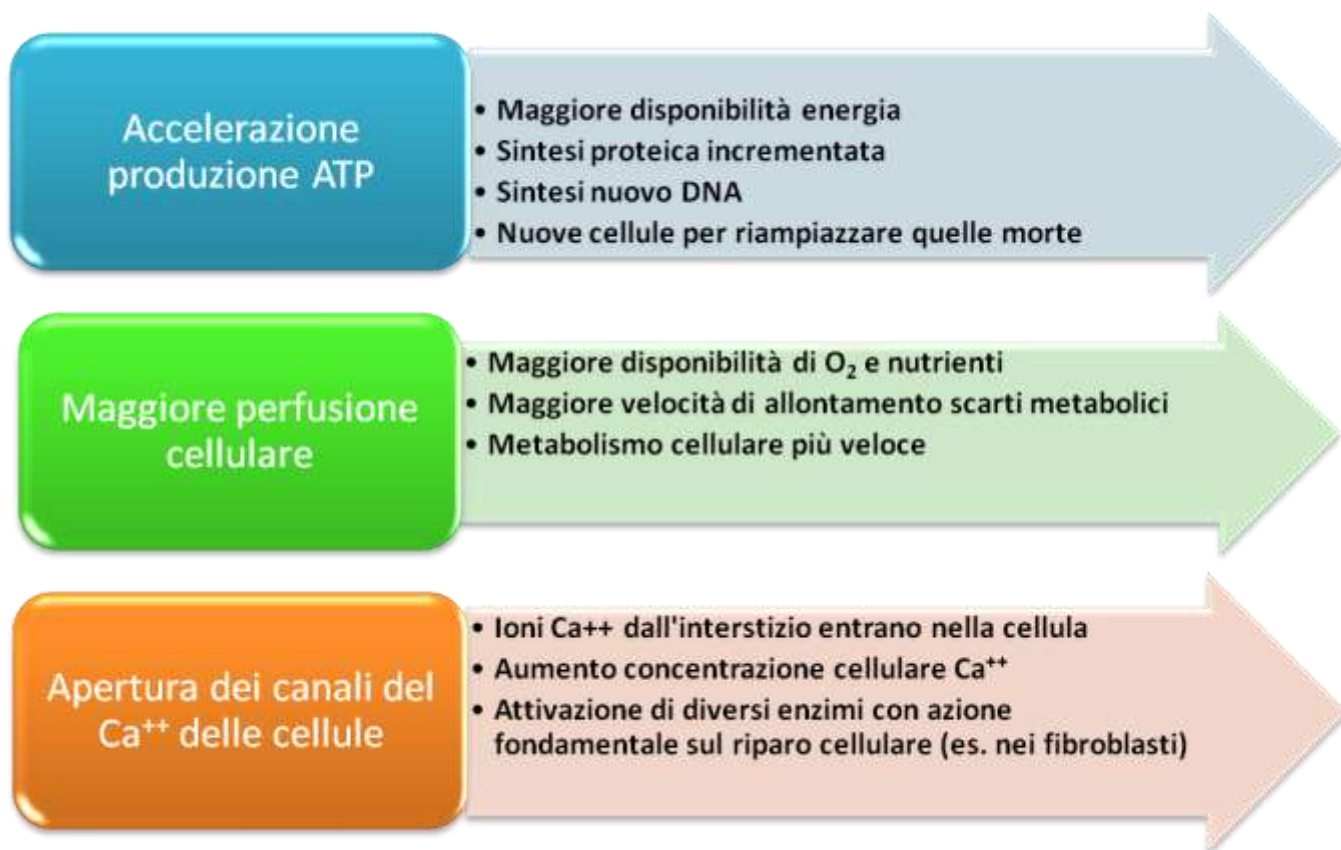 Accelerazione
produzione ATP
• Maggiore disponibilità energia
• Sintesi proteica incrementata
• Sintesi nuovo DNA
• Nuove cellule per riampiazzare quelle morte
Maggiore perfusione
cellulare
• Maggiore disponibilità di O₂ e nutrienti
• Maggiore velocità di allontamento scarti metabolici
• Metabolismo cellulare più veloce
Apertura dei canali del
Ca⁺⁺ delle cellule
• Ioni Ca++ dall'interstizio entrano nella cellula
• Aumento concentrazione cellulare Ca⁺⁺
• Attivazione di diversi enzimi con azione
fondamentale sul riparo cellulare (es. nei fibroblasti)